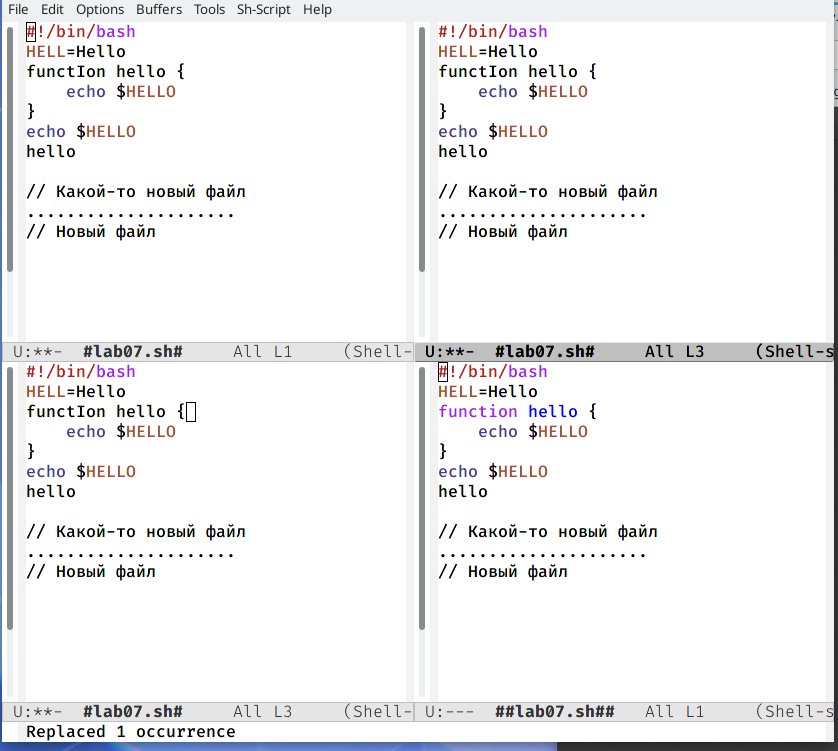 File Edit Options Buffers Tools Sh-Script Help
#!/bin/bash
HELL=Hello
functIon hello {
    echo $HELLO
}
echo $HELLO
hello

// Какой-то новый файл
.....................
// Новый файл
U:**- #lab07.sh# All L1 (Shell-
#!/bin/bash
HELL=Hello
functIon hello {
    echo $HELLO
}
echo $HELLO
hello

// Какой-то новый файл
.....................
// Новый файл
U:**- #lab07.sh# All L3 (Shell-s
#!/bin/bash
HELL=Hello
functIon hello {
    echo $HELLO
}
echo $HELLO
hello

// Какой-то новый файл
.....................
// Новый файл
U:**- #lab07.sh# All L3 (Shell-
#!/bin/bash
HELL=Hello
function hello {
    echo $HELLO
}
echo $HELLO
hello

// Какой-то новый файл
.....................
// Новый файл
U:--- ##lab07.sh## All L1 (Shell-s
Replaced 1 occurrence